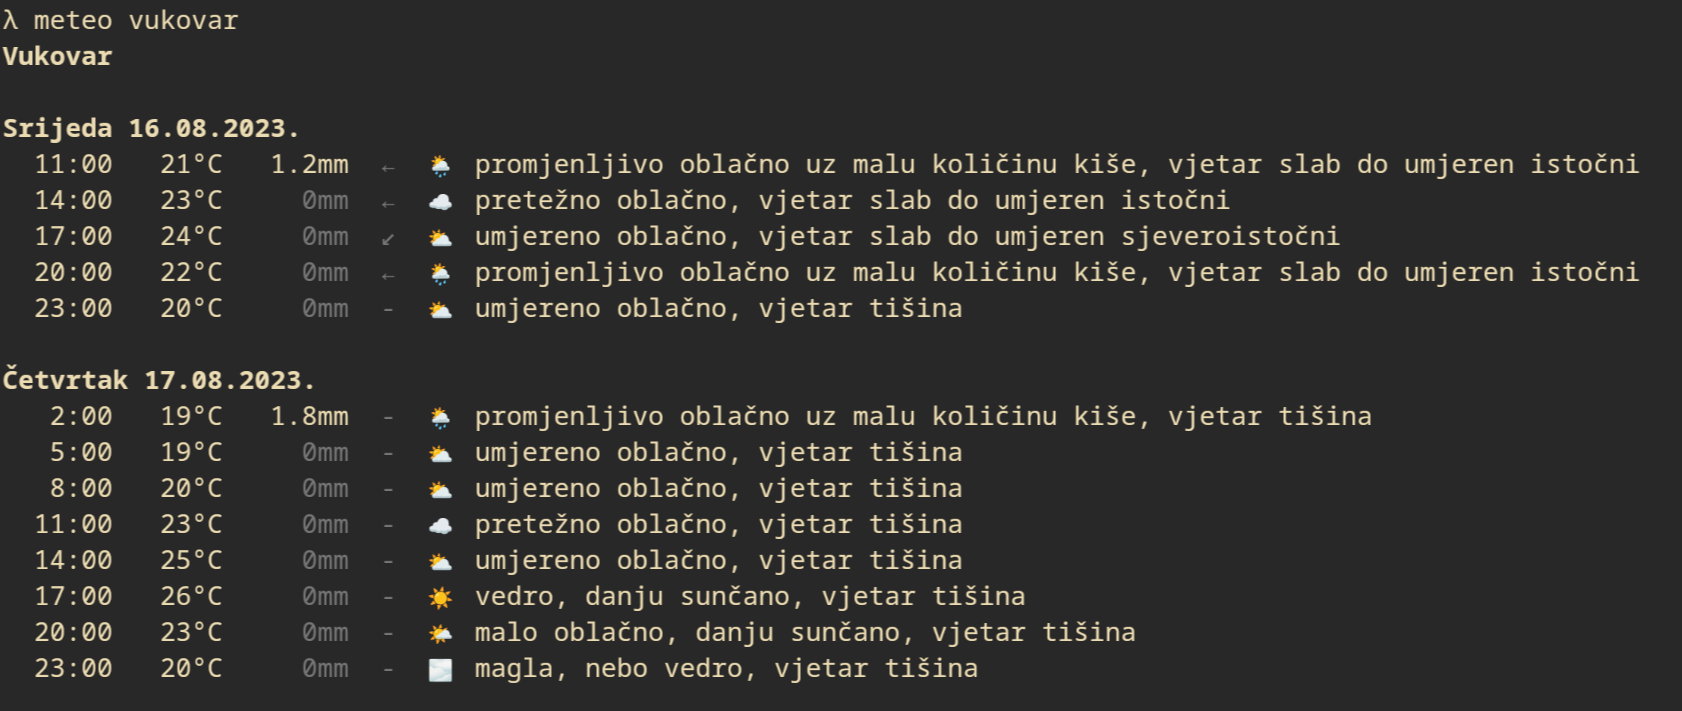 λ meteo vukovar
Vukovar
Srijeda 16.08.2023.
11:00 21°C 1.2mm ← 🌦 promjenljivo oblačno uz malu količinu kiše, vjetar slab do umjeren istočni
14:00 23°C 0mm ← ☁ pretežno oblačno, vjetar slab do umjeren istočni
17:00 24°C 0mm ↙ ⛅ umjereno oblačno, vjetar slab do umjeren sjeveroistočni
20:00 22°C 0mm ← 🌦 promjenljivo oblačno uz malu količinu kiše, vjetar slab do umjeren istočni
23:00 20°C 0mm - ⛅ umjereno oblačno, vjetar tišina
Četvrtak 17.08.2023.
2:00 19°C 1.8mm - 🌦 promjenljivo oblačno uz malu količinu kiše, vjetar tišina
5:00 19°C 0mm - ⛅ umjereno oblačno, vjetar tišina
8:00 20°C 0mm - ⛅ umjereno oblačno, vjetar tišina
11:00 23°C 0mm - ☁ pretežno oblačno, vjetar tišina
14:00 25°C 0mm - ⛅ umjereno oblačno, vjetar tišina
17:00 26°C 0mm - ☀ vedro, danju sunčano, vjetar tišina
20:00 23°C 0mm - 🌤 malo oblačno, danju sunčano, vjetar tišina
23:00 20°C 0mm - 🌫 magla, nebo vedro, vjetar tišina